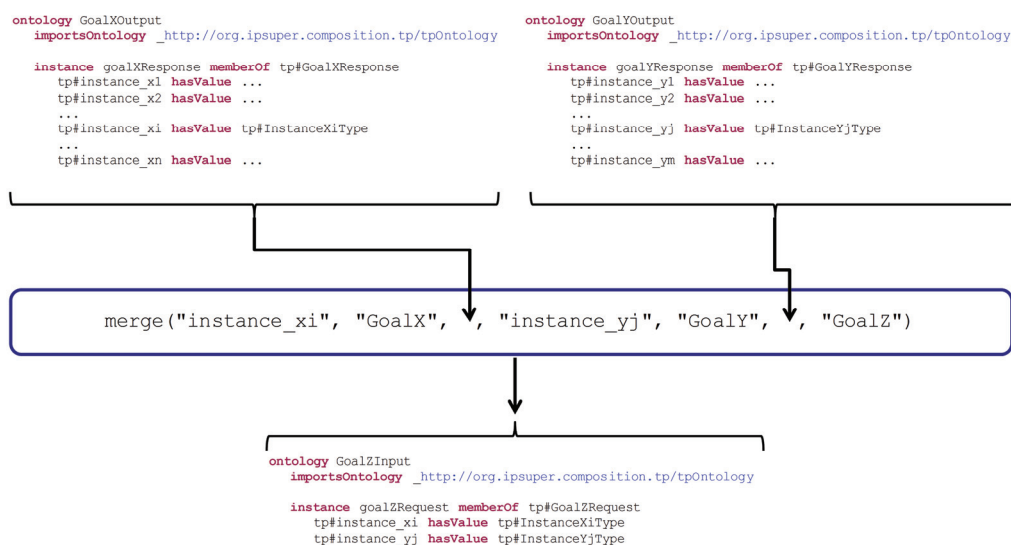 ontology GoalXOutput
importsOntology _http://org.ipsuper.composition.tp/tpOntology
instance goalXResponse memberOf tp#GoalXResponse
tp#instance_x1 hasValue ...
tp#instance_x2 hasValue ...
...
tp#instance_xi hasValue tp#InstanceXiType
...
tp#instance_xn hasValue ...
ontology GoalYOutput
importsOntology _http://org.ipsuper.composition.tp/tpOntology
instance goalYResponse memberOf tp#GoalYResponse
tp#instance_y1 hasValue ...
tp#instance_y2 hasValue ...
...
tp#instance_yj hasValue tp#InstanceYjType
...
tp#instance_ym hasValue ...
merge("instance_xi", "GoalX", , "instance_yj", "GoalY", , "GoalZ")
ontology GoalZInput
importsOntology _http://org.ipsuper.composition.tp/tpOntology
instance goalZRequest memberOf tp#GoalZRequest
tp#instance_xi hasValue tp#InstanceXiType
tp#instance_yj hasValue tp#InstanceYjType